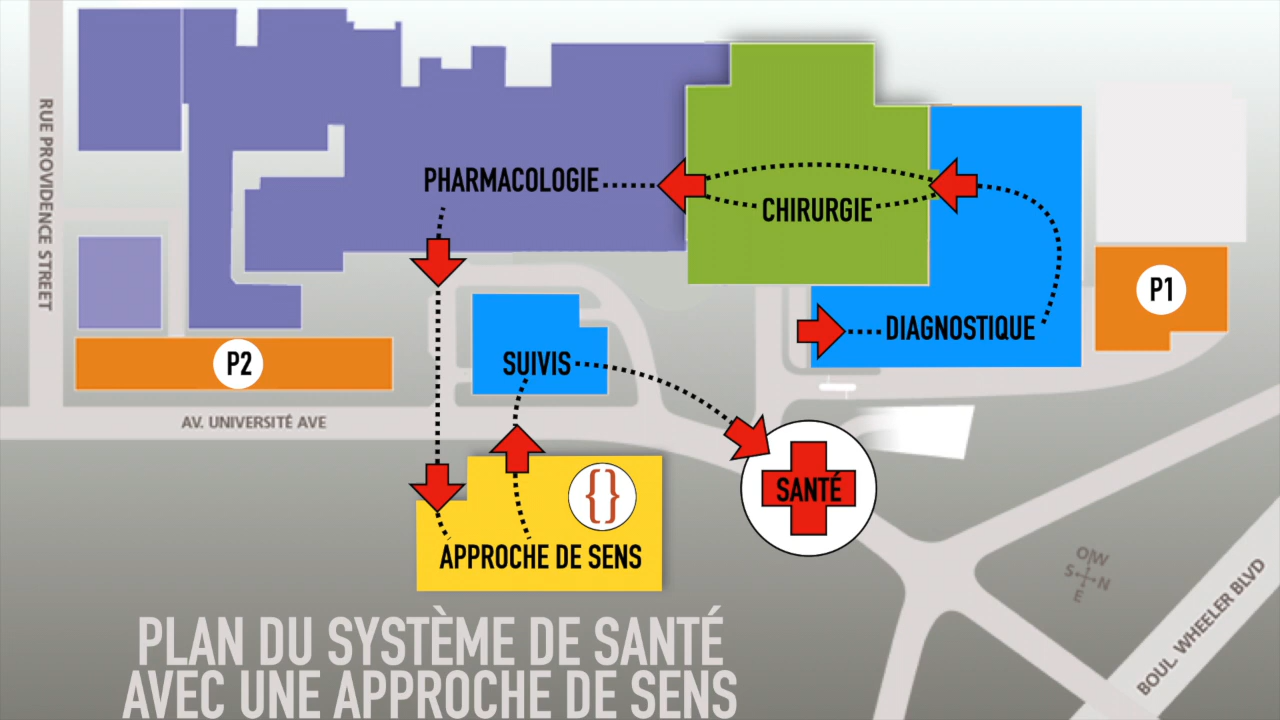 RUE PROVIDENCE STREET
PHARMACOLOGIE
CHIRURGIE
P1
DIAGNOSTIQUE
P2
SUIVIS
AV. UNIVERSITÉ AVE
{}
SANTÉ
APPROCHE DE SENS
O/W
S N
E
BOUL. WHEELER BLVD
PLAN DU SYSTÈME DE SANTÉ
AVEC UNE APPROCHE DE SENS